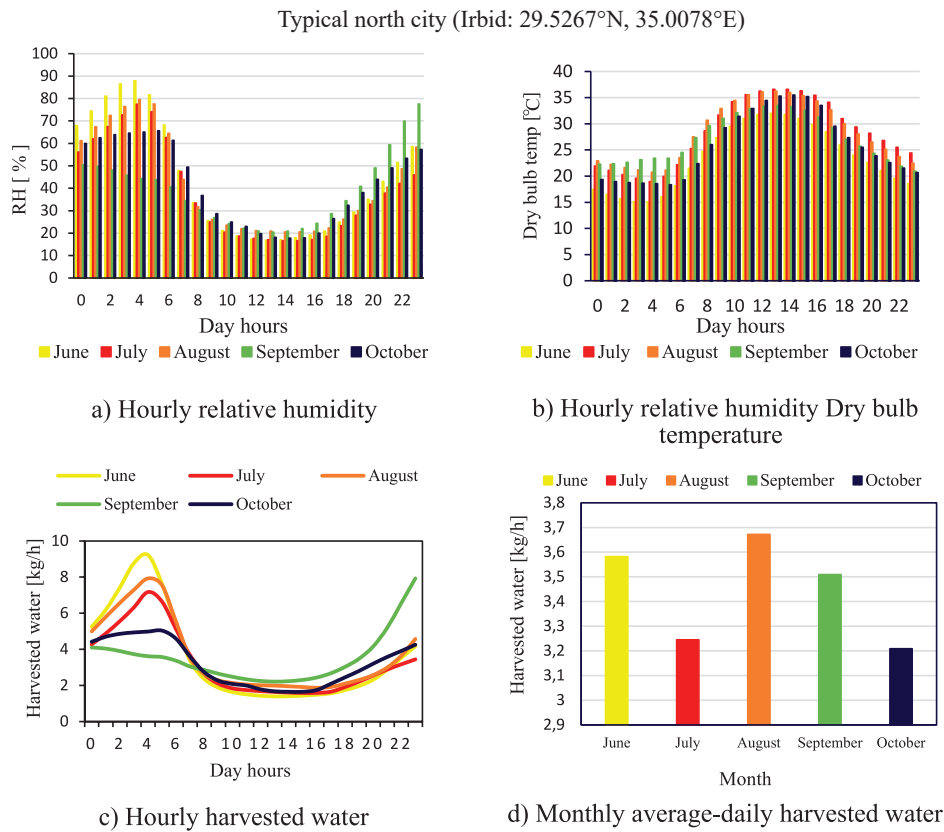 Typical north city (Irbid: 29.5267°N, 35.0078°E)
100
90
80
70
60
50
40
30
20
10
0
RH [ % ]
0 2 4 6 8 10 12 14 16 18 20 22
Day hours
June July August September October
a) Hourly relative humidity
40
35
30
25
20
15
10
5
0
Dry bulb temp [℃]
0 2 4 6 8 10 12 14 16 18 20 22
Day hours
June July August September October
b) Hourly relative humidity Dry bulb
temperature
June July August
September October
10
8
6
4
2
0
Harvested water [kg/h]
0 2 4 6 8 10 12 14 16 18 20 22
Day hours
c) Hourly harvested water
June July August September October
3,8
3,7
3,6
3,5
3,4
3,3
3,2
3,1
3
2,9
Harvested water [kg/h]
June July August September October
Month
d) Monthly average-daily harvested water